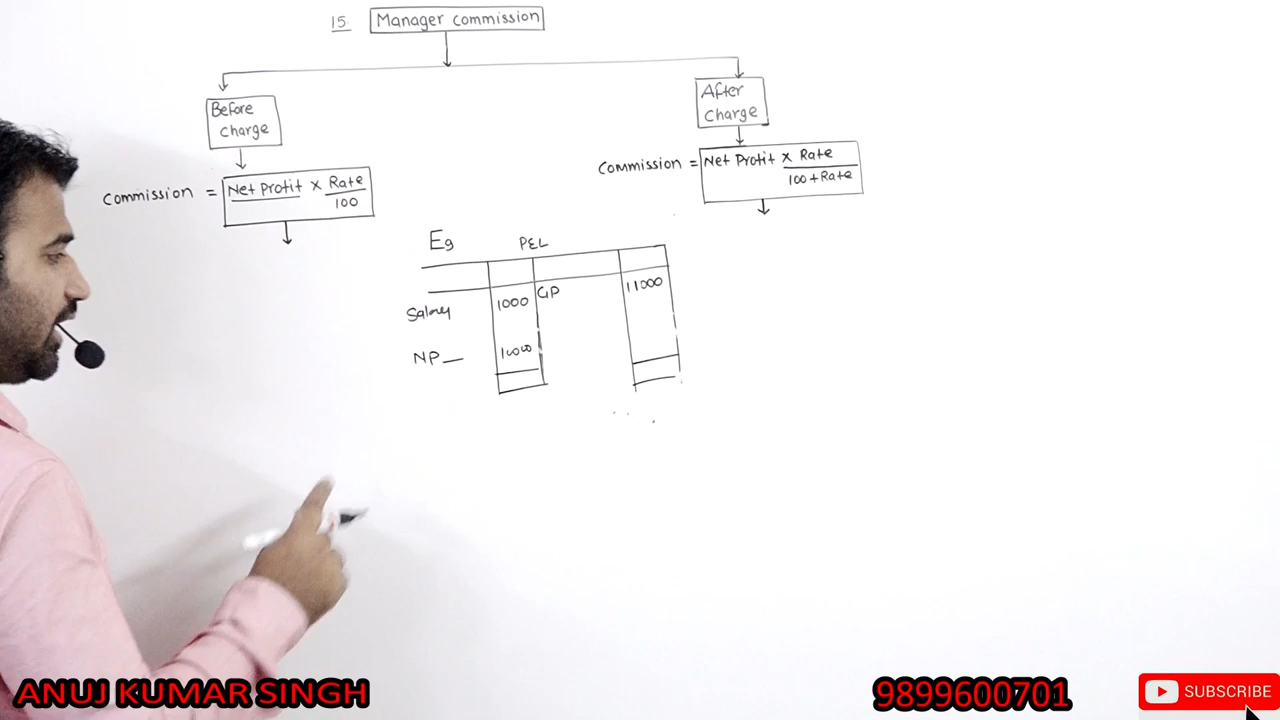 15 Manager commission
Before
charge
Commission = Net Profit × Rate/100
After
charge
Commission = Net Profit × Rate/100+Rate
Eg P&L
Salary 1000 GP 11000
NP 10000
ANUJ KUMAR SINGH
9899600701
SUBSCRIBE